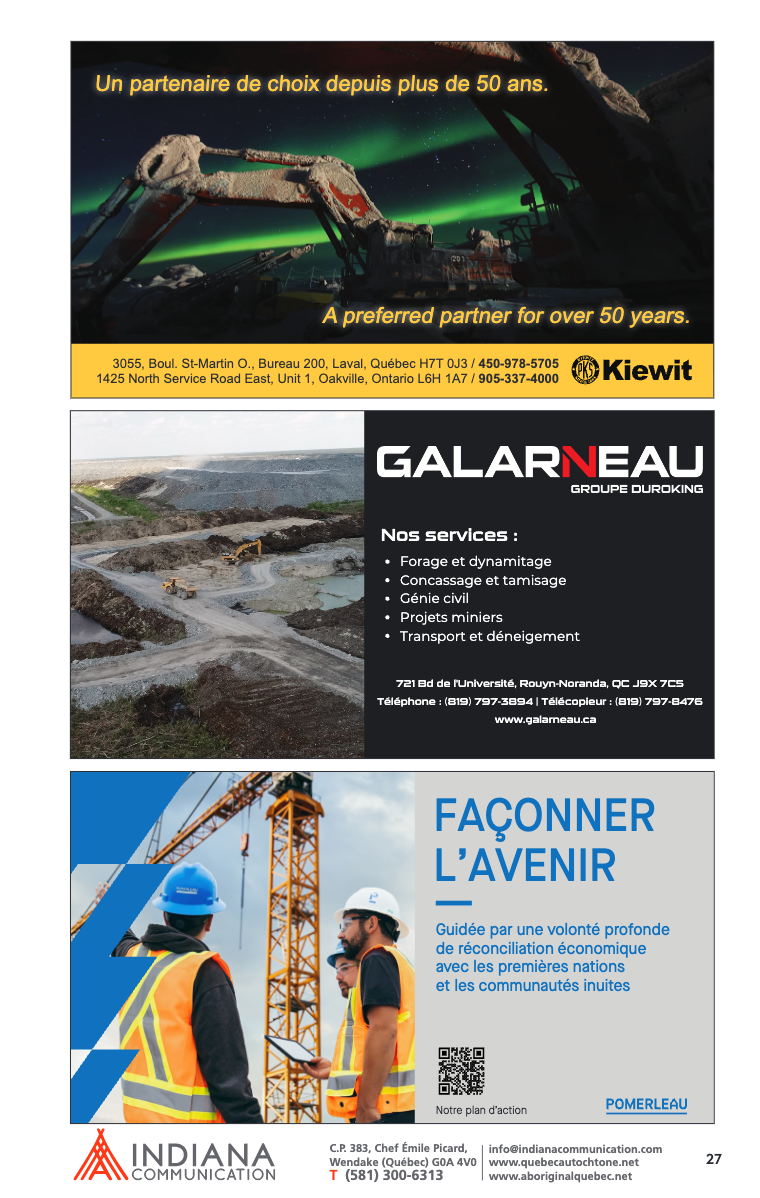 Un partenaire de choix depuis plus de 50 ans.
A preferred partner for over 50 years.
3055, Boul. St-Martin O., Bureau 200, Laval, Québec H7T 0J3 / 450-978-5705
1425 North Service Road East, Unit 1, Oakville, Ontario L6H 1A7 / 905-337-4000
PKS
Kiewit
GALARNEAU
GROUPE DUROKING
Nos services :
• Forage et dynamitage
• Concassage et tamisage
• Génie civil
• Projets miniers
• Transport et déneigement
721 Bd de l'Université, Rouyn-Noranda, QC J9X 7C5
Téléphone : (819) 797-3894 | Télécopieur : (819) 797-8476
www.galarneau.ca
FAÇONNER
L'AVENIR
Guidée par une volonté profonde
de réconciliation économique
avec les premières nations
et les communautés inuites
Notre plan d'action
POMERLEAU
INDIANA
COMMUNICATION
C.P. 383, Chef Émile Picard,
Wendake (Québec) G0A 4V0
T (581) 300-6313
info@indianacommunication.com
www.quebecautochtone.net
www.aboriginalquebec.net
27